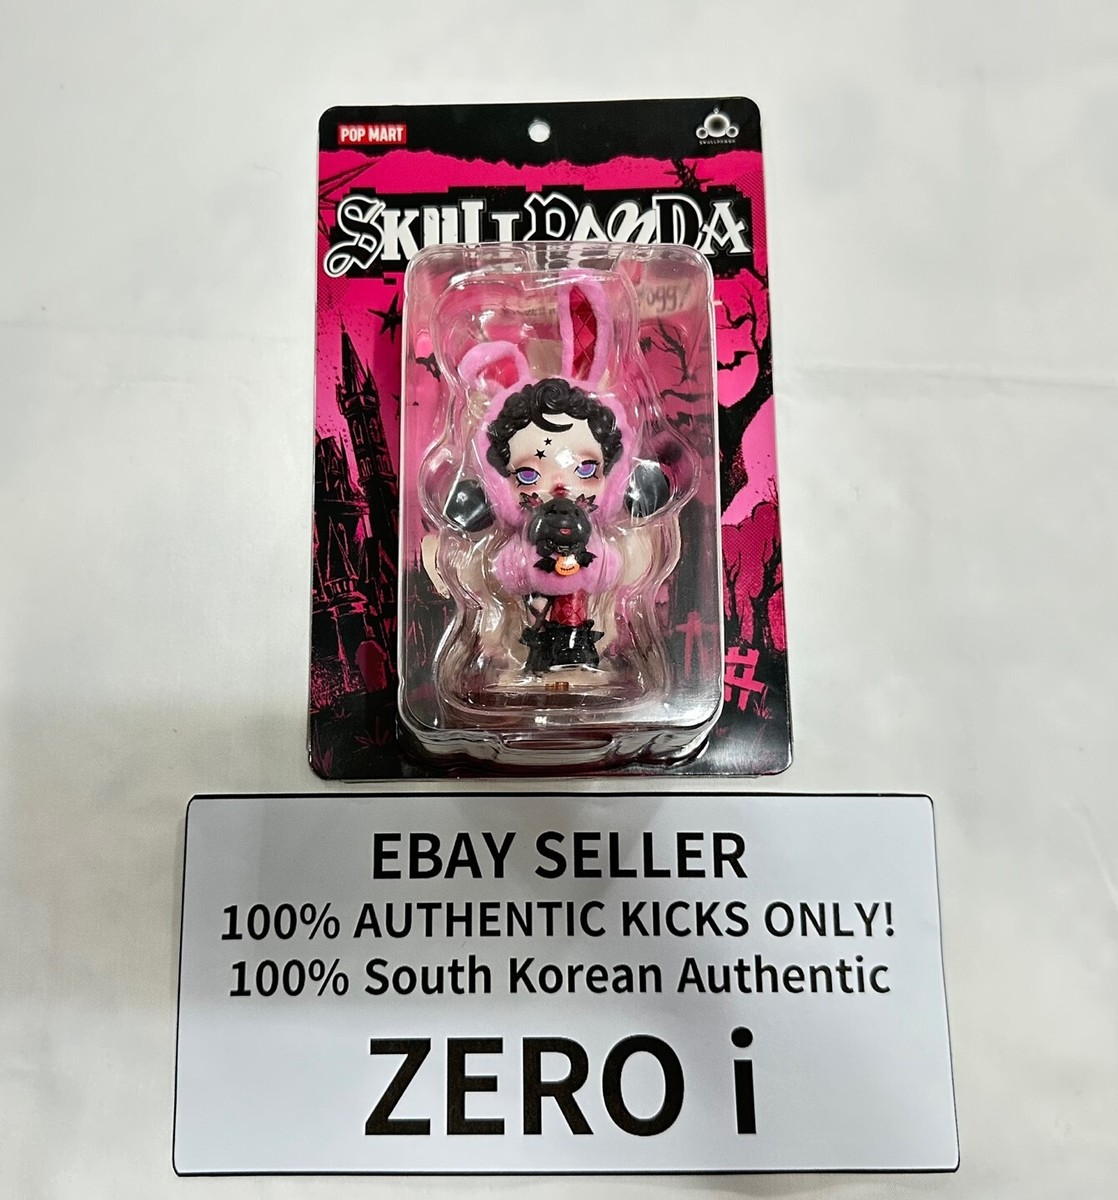 POP MART
SKULLPANDA
EBAY SELLER
100% AUTHENTIC KICKS ONLY!
100% South Korean Authentic
ZERO i